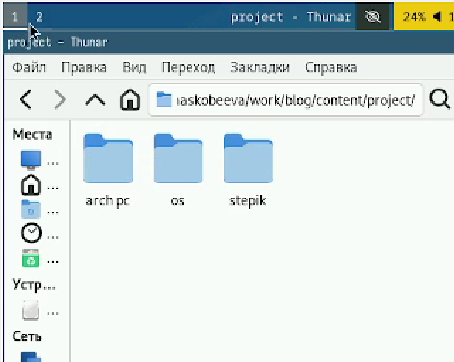 1 2 project - Thunar 24% 1
project - Thunar
Файл Правка Вид Переход Закладки Справка
ıaskobeeva/work/blog/content/project/
Места
...
...
...
...
...
arch pc os stepik
Устр...
...
Сеть